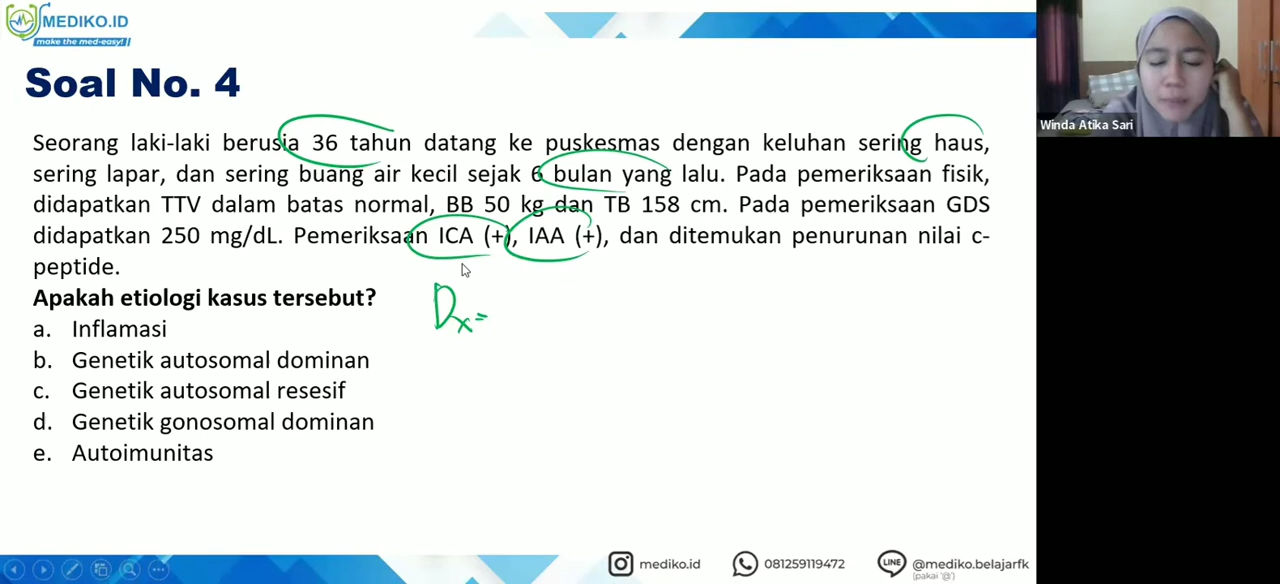 MEDIKO.ID
make the med-easy!
Soal No. 4
Seorang laki-laki berusia 36 tahun datang ke puskesmas dengan keluhan sering haus,
sering lapar, dan sering buang air kecil sejak 6 bulan yang lalu. Pada pemeriksaan fisik,
didapatkan TTV dalam batas normal, BB 50 kg dan TB 158 cm. Pada pemeriksaan GDS
didapatkan 250 mg/dL. Pemeriksaan ICA (+), IAA (+), dan ditemukan penurunan nilai c-
peptide.
Apakah etiologi kasus tersebut?
Dx=
a. Inflamasi
b. Genetik autosomal dominan
c. Genetik autosomal resesif
d. Genetik gonosomal dominan
e. Autoimunitas
Winda Atika Sari
mediko.id
081259119472
LINE
@mediko.belajarfk
(pakai '@')